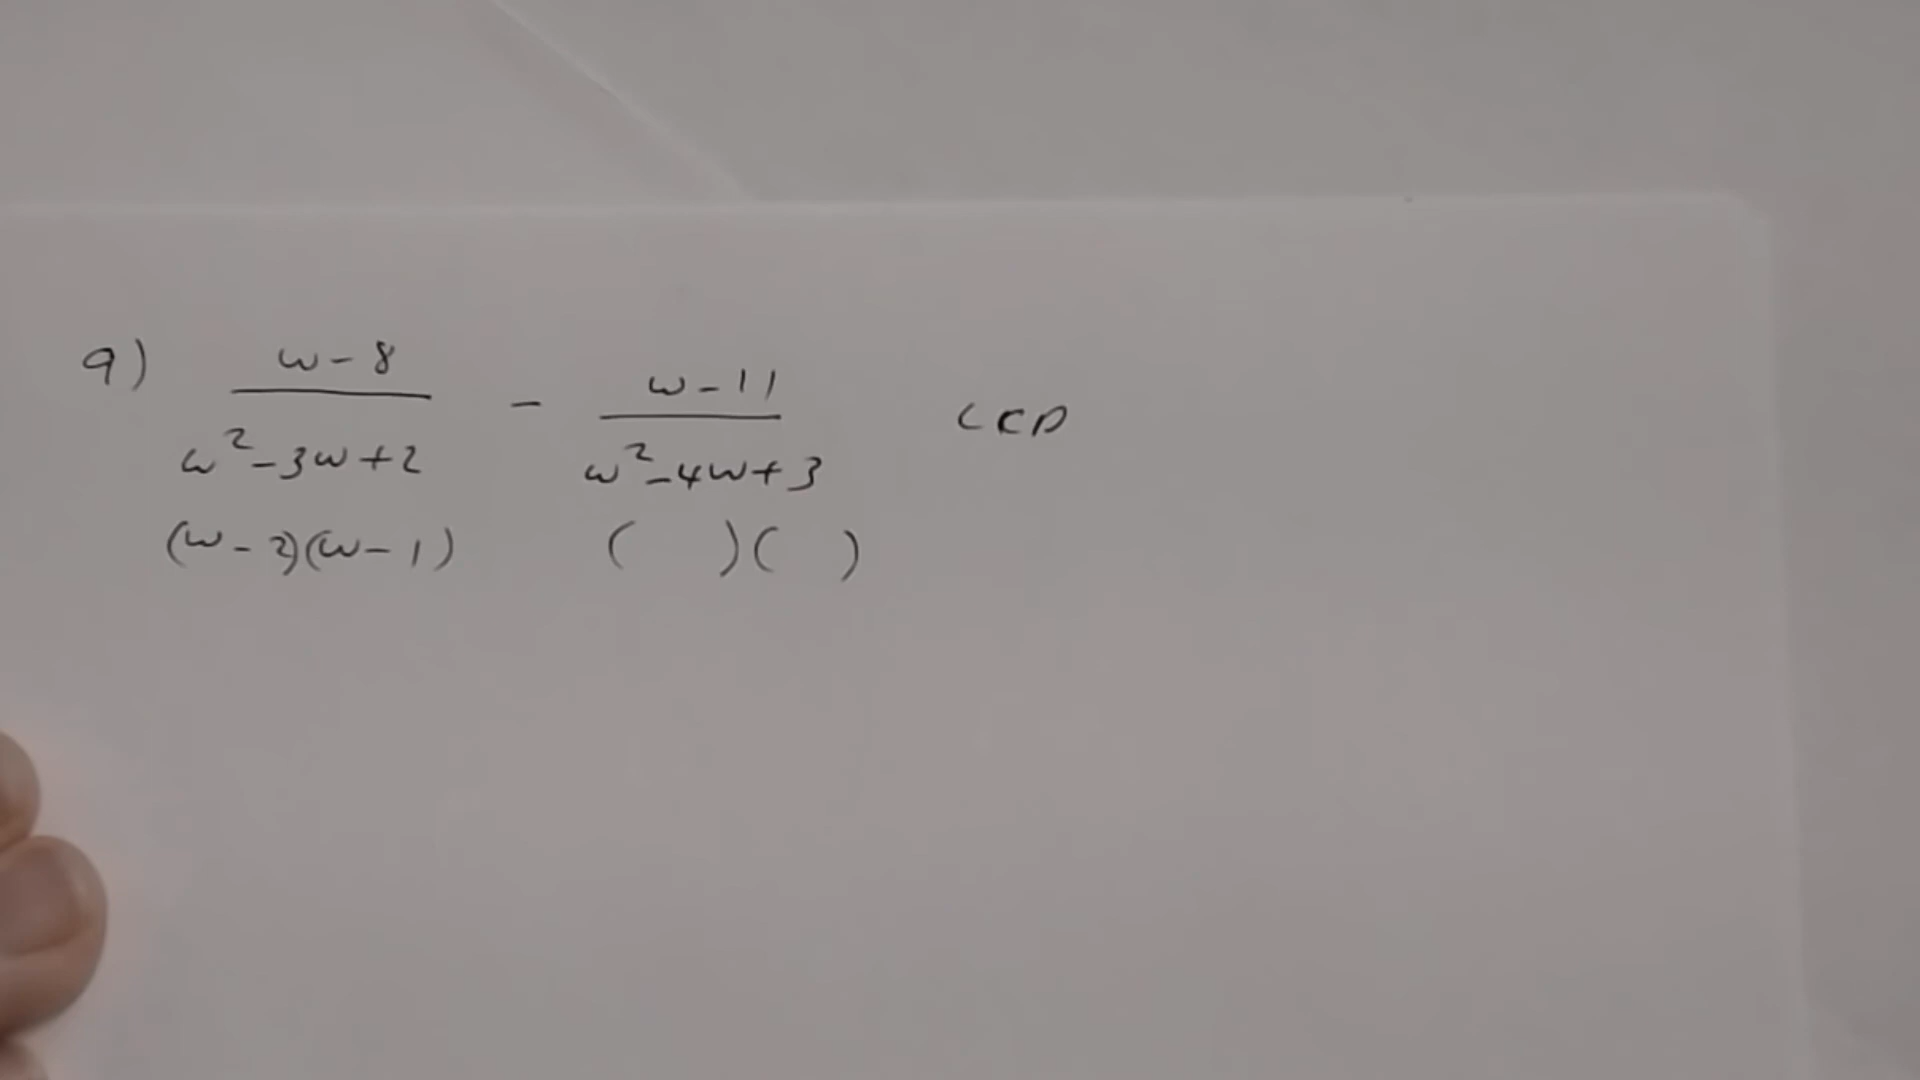 9) w-8 / w²-3w+2 - w-11 / w²-4w+3 LCD
(w-2)(w-1) ( )( )